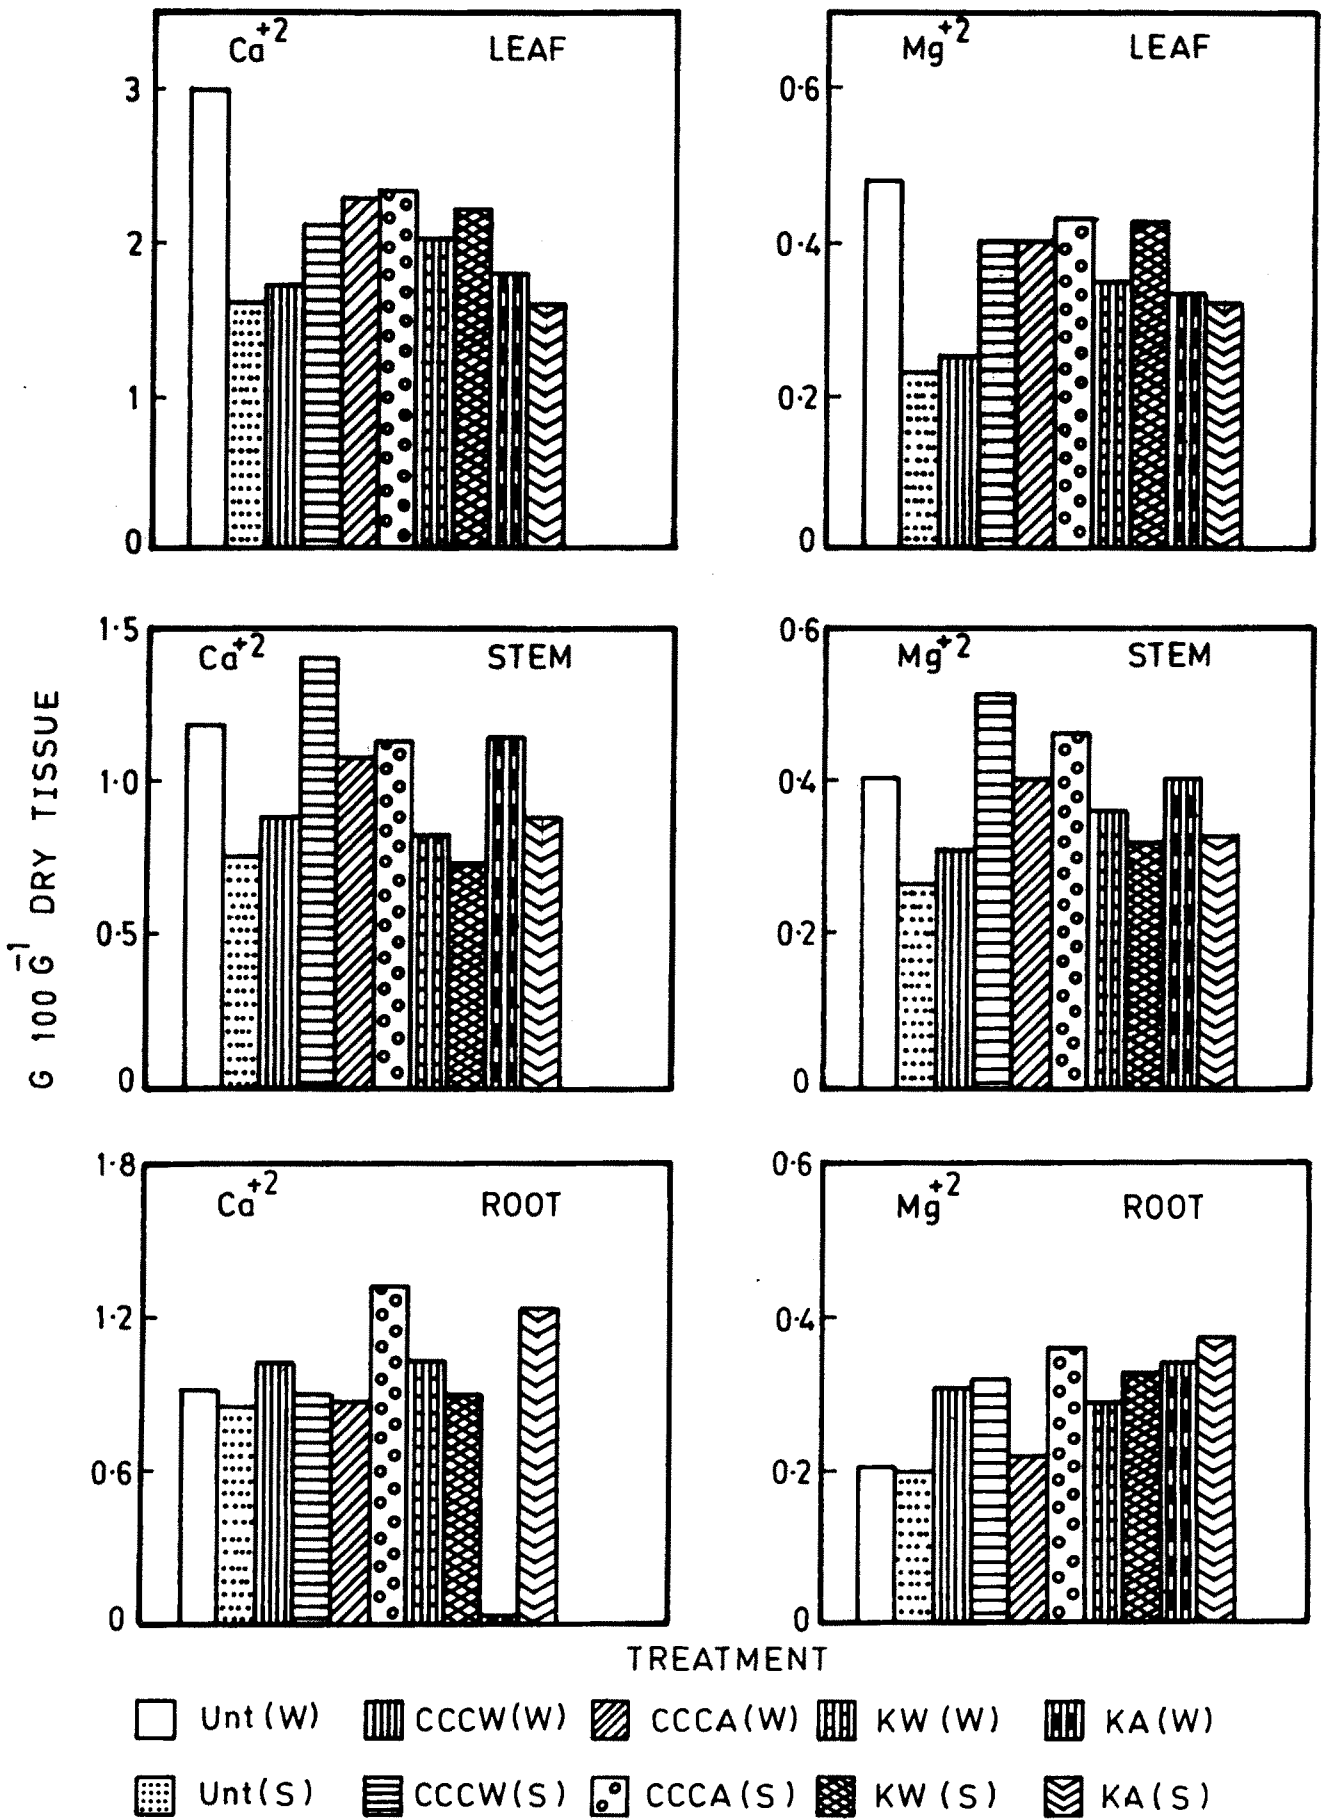 Ca+2 LEAF
3
2
1
0
Mg+2 LEAF
0·6
0·4
0·2
0
G 100 G-1 DRY TISSUE
Ca+2 STEM
1·5
1·0
0·5
0
Mg+2 STEM
0·6
0·4
0·2
0
Ca+2 ROOT
1·8
1·2
0·6
0
Mg+2 ROOT
0·6
0·4
0·2
0
TREATMENT
Unt (W) CCCW(W) CCCA(W) KW (W) KA (W)
Unt(S) CCCW(S) CCCA(S) KW (S) KA (S)